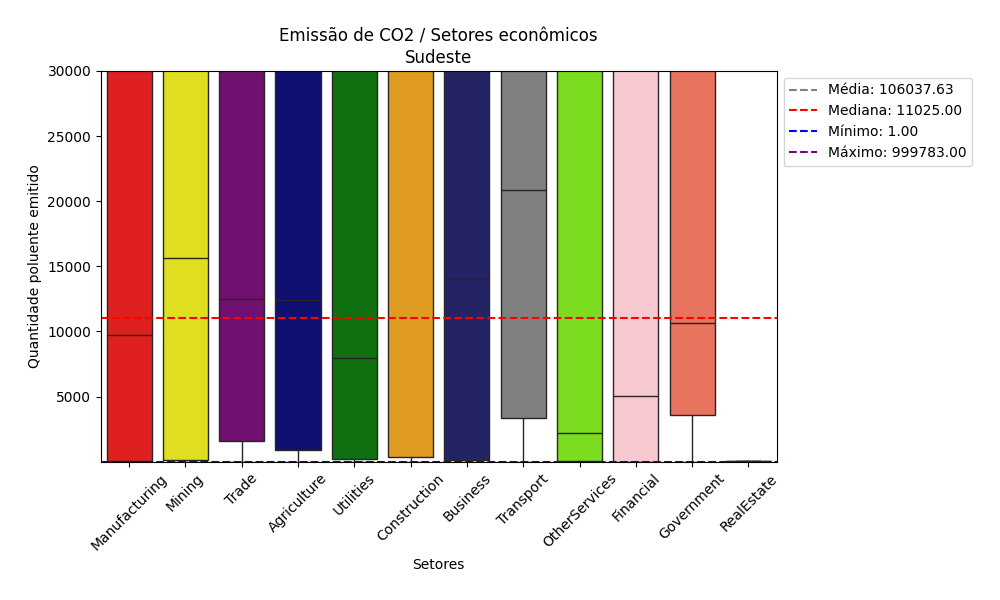 Emissão de CO2 / Setores econômicos
Sudeste
Quantidade poluente emitido
30000
25000
20000
15000
10000
5000
Manufacturing
Mining
Trade
Agriculture
Utilities
Construction
Business
Transport
OtherServices
Financial
Government
RealEstate
Setores
Média: 106037.63
Mediana: 11025.00
Mínimo: 1.00
Máximo: 999783.00